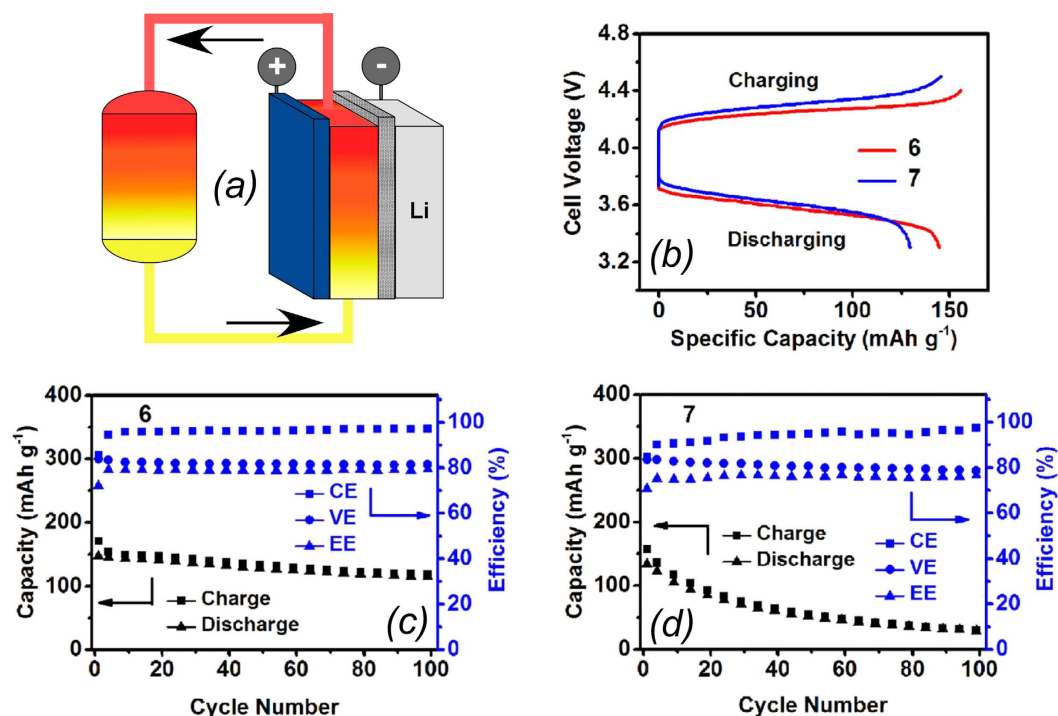 +
-
(a)
Li
4.8
4.4
4.0
3.6
3.2
Cell Voltage (V)
Charging
6
7
Discharging
(b)
0
50
100
150
Specific Capacity (mAh g⁻¹)
400
300
200
100
0
Capacity (mAh g⁻¹)
6
CE
VE
EE
Charge
Discharge
(c)
100
80
60
40
20
0
Efficiency (%)
0
20
40
60
80
100
Cycle Number
400
300
200
100
0
Capacity (mAh g⁻¹)
7
Charge
Discharge
CE
VE
EE
(d)
100
80
60
40
20
0
Efficiency (%)
0
20
40
60
80
100
Cycle Number